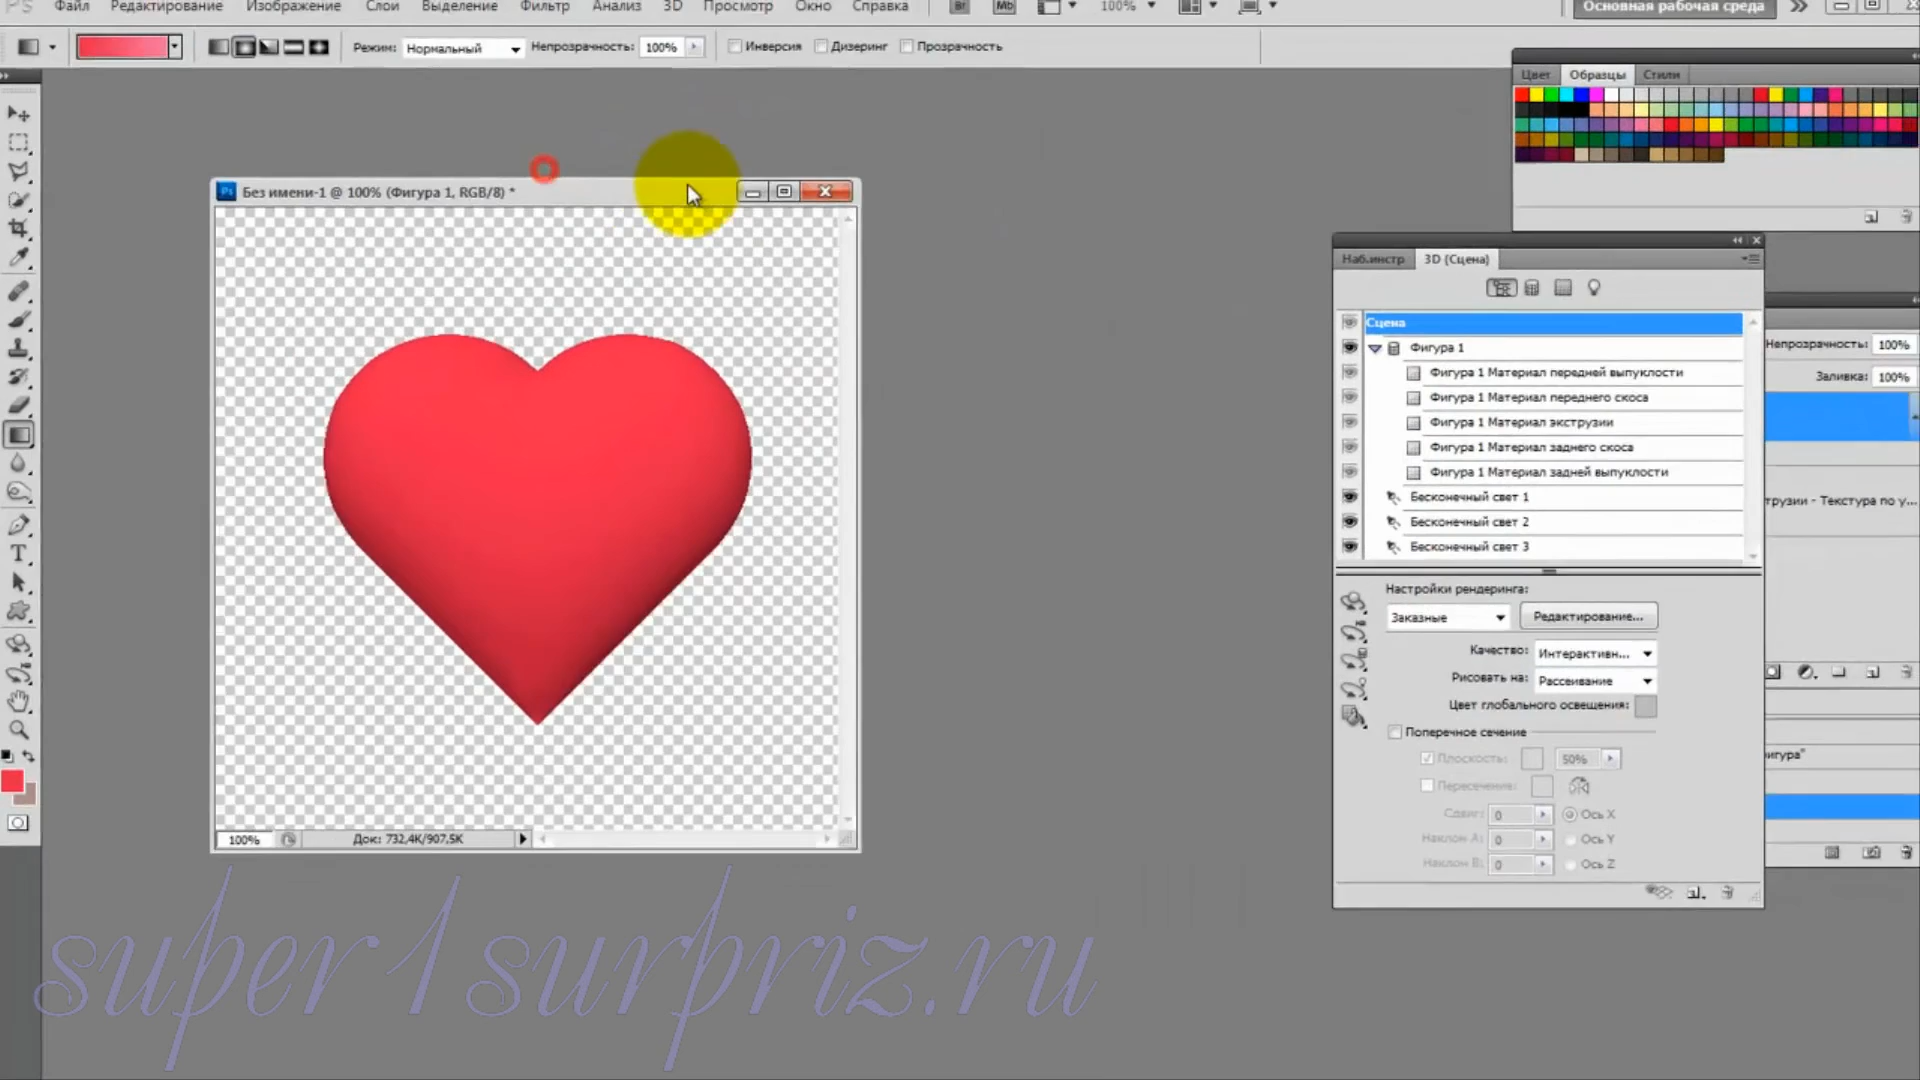 PS Файл Редактирование Изображение Слои Выделение Фильтр Анализ 3D Просмотр Окно Справка Br Mb 100% Основная рабочая среда
Режим: Нормальный Непрозрачность: 100% Инверсия Дизеринг Прозрачность
Цвет Образцы Стили
Ps Без имени-1 @ 100% (Фигура 1, RGB/8) *
Наб.инстр 3D (Сцена)
Сцена
Фигура 1
Фигура 1 Материал передней выпуклости
Фигура 1 Материал переднего скоса
Фигура 1 Материал экструзии
Фигура 1 Материал заднего скоса
Фигура 1 Материал задней выпуклости
Бесконечный свет 1
Бесконечный свет 2
Бесконечный свет 3
Непрозрачность: 100%
Заливка: 100%
трузии - Текстура по у...
Настройки рендеринга:
Заказные Редактирование...
Качество: Интерактивн...
Рисовать на: Рассеивание
Цвет глобального освещения:
Поперечное сечение
Плоскость: 50%
Пересечение:
Сдвиг: 0 Ось X
Наклон A: 0 Ось Y
Наклон B: 0 Ось Z
игура"
T
100% Док: 732,4K/907,5K
super1surpriz.ru